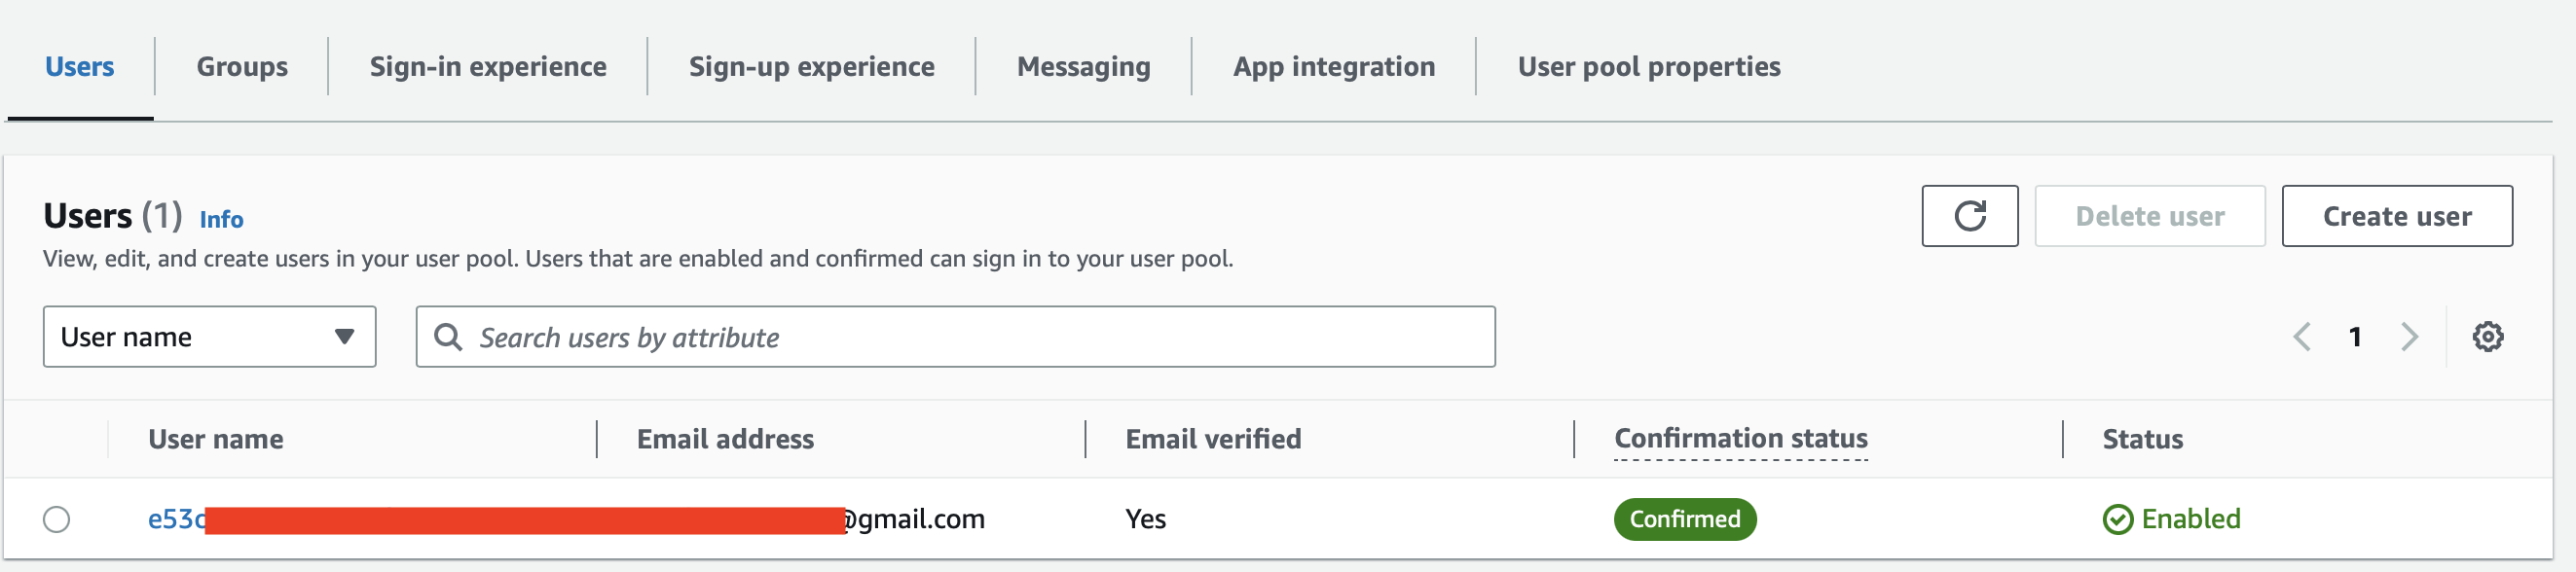 Users Groups Sign-in experience Sign-up experience Messaging App integration User pool properties
Users (1) Info
Delete user Create user
View, edit, and create users in your user pool. Users that are enabled and confirmed can sign in to your user pool.
User name Search users by attribute 1
User name Email address Email verified Confirmation status Status
e53c @gmail.com Yes Confirmed Enabled